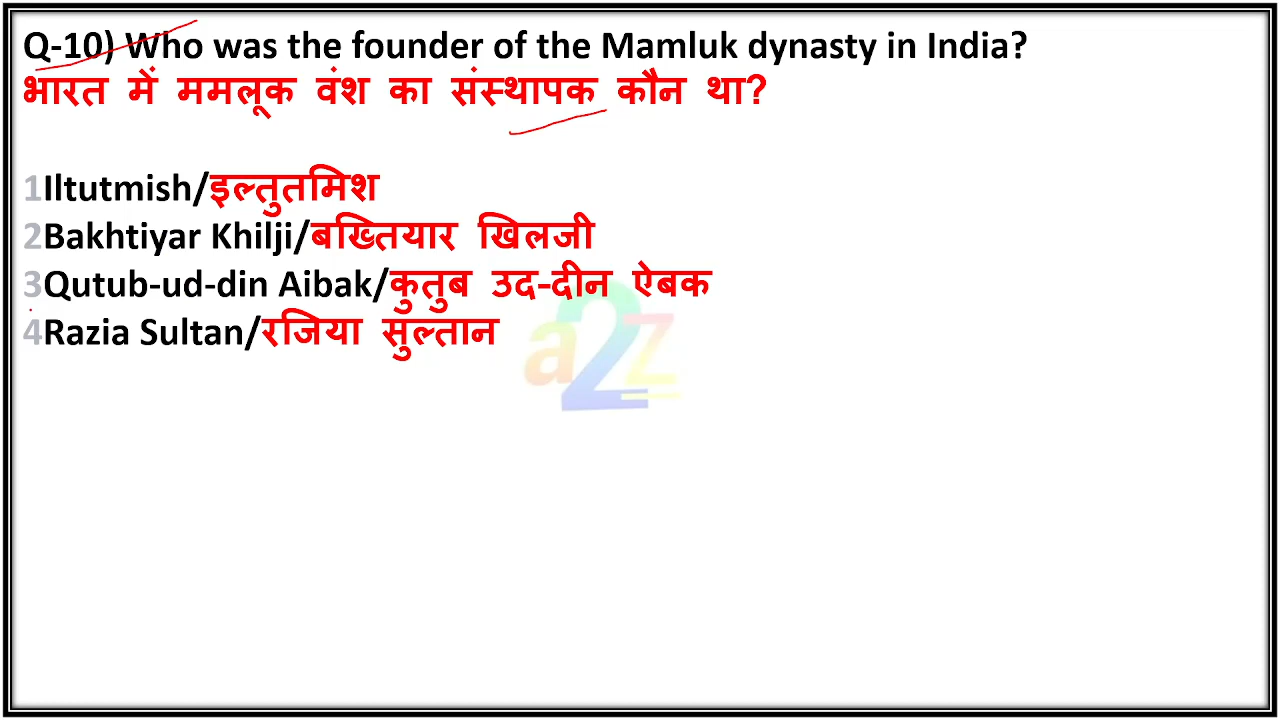 Q-10) Who was the founder of the Mamluk dynasty in India?
भारत में ममलूक वंश का संस्थापक कौन था?
1Iltutmish/इल्तुतमिश
2Bakhtiyar Khilji/बख्तियार खिलजी
3Qutub-ud-din Aibak/कुतुब उद-दीन ऐबक
4Razia Sultan/रजिया सुल्तान
a2z